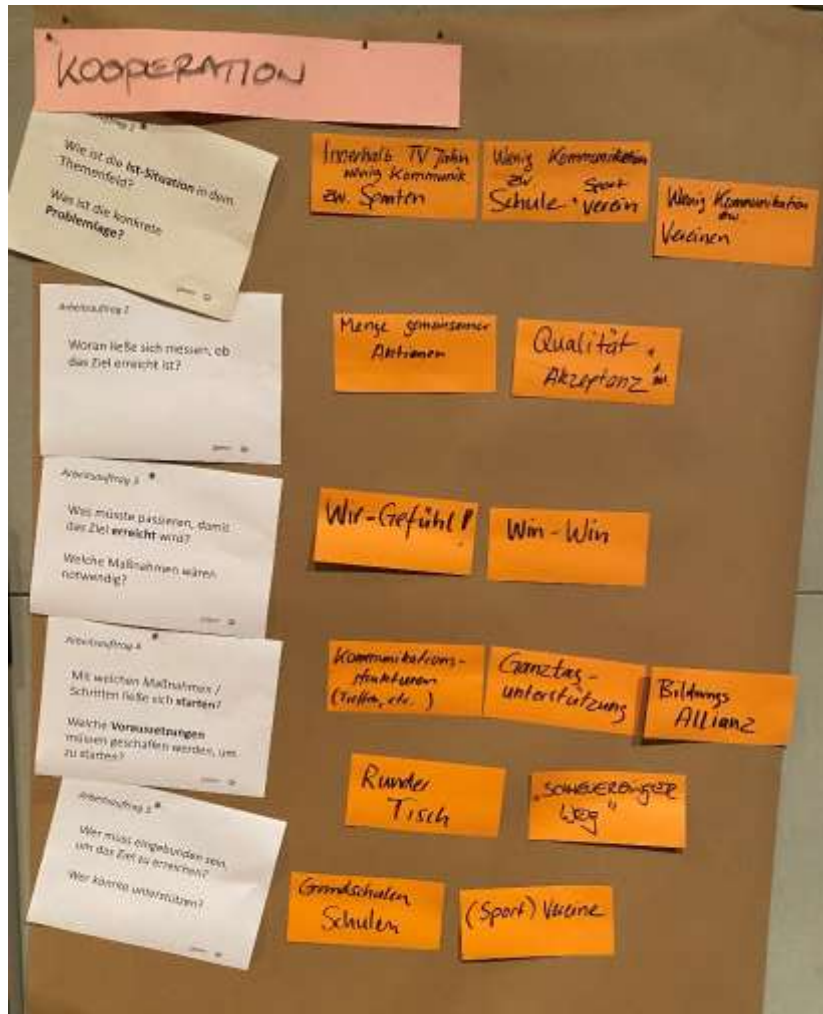 KOOPERATION
Wie ist die Ist-Situation in dem
Themenfeld?
Was ist die konkrete
Problemlage?
Innerhalb TV Jahn
wenig Kommunik.
zw. Sparten
Wenig Kommunikation
zw Sport
Schule · verein
Wenig Kommunikation
zw.
Vereinen
Arbeitsauftrag 2
Woran ließe sich messen, ob
das Ziel erreicht ist?
Menge gemeinsamer
Aktionen
Qualität
Akzeptanz
Arbeitsauftrag 3
Was müsste passieren, damit
das Ziel erreicht wird?
Welche Maßnahmen wären
notwendig?
Wir-Gefühl!
Win-Win
Arbeitsauftrag 4
Mit welchen Maßnahmen /
Schritten ließe sich starten?
Welche Voraussetzungen
müssen geschaffen werden, um
zu starten?
Kommunikations-
strukturen
(Treffen, etc.)
Ganztag-
unterstützung
Bildungs
Allianz
Runder
Tisch
Weg"
Arbeitsauftrag 5
Wer muss eingebunden sein,
um das Ziel zu erreichen?
Wer könnte unterstützen?
Grundschulen
Schulen
(Sport) Vereine